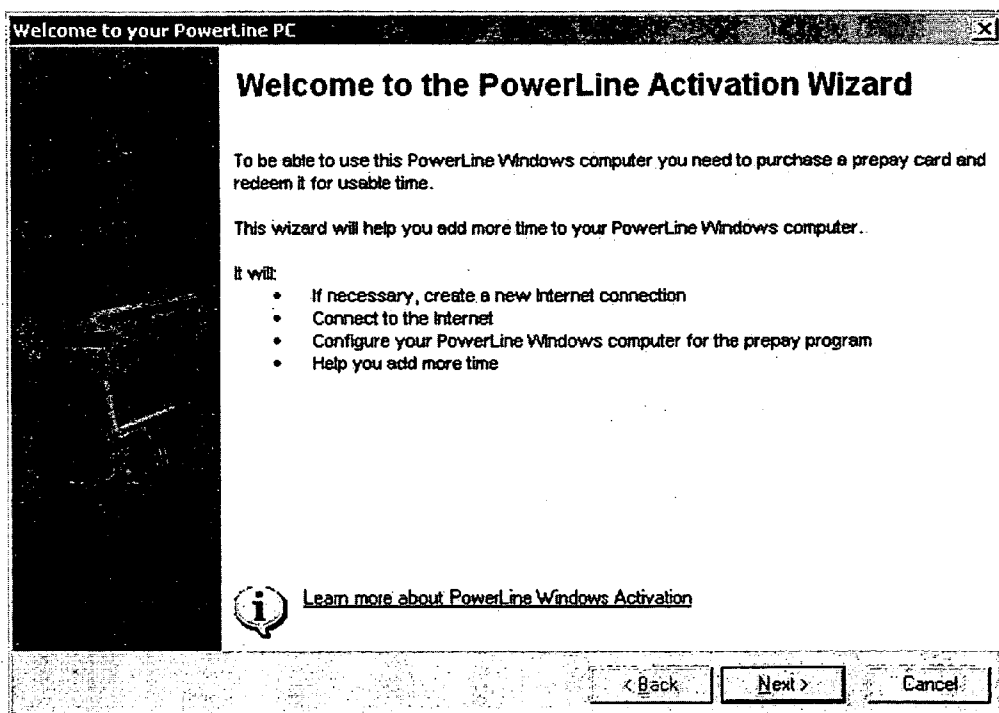 Welcome to your PowerLine PC
Welcome to the PowerLine Activation Wizard
To be able to use this PowerLine Windows computer you need to purchase a prepay card and
redeem it for usable time.
This wizard will help you add more time to your PowerLine Windows computer.
It will:
• If necessary, create a new Internet connection
• Connect to the Internet
• Configure your PowerLine Windows computer for the prepay program
• Help you add more time
Learn more about PowerLine Windows Activation
< Back Next > Cancel